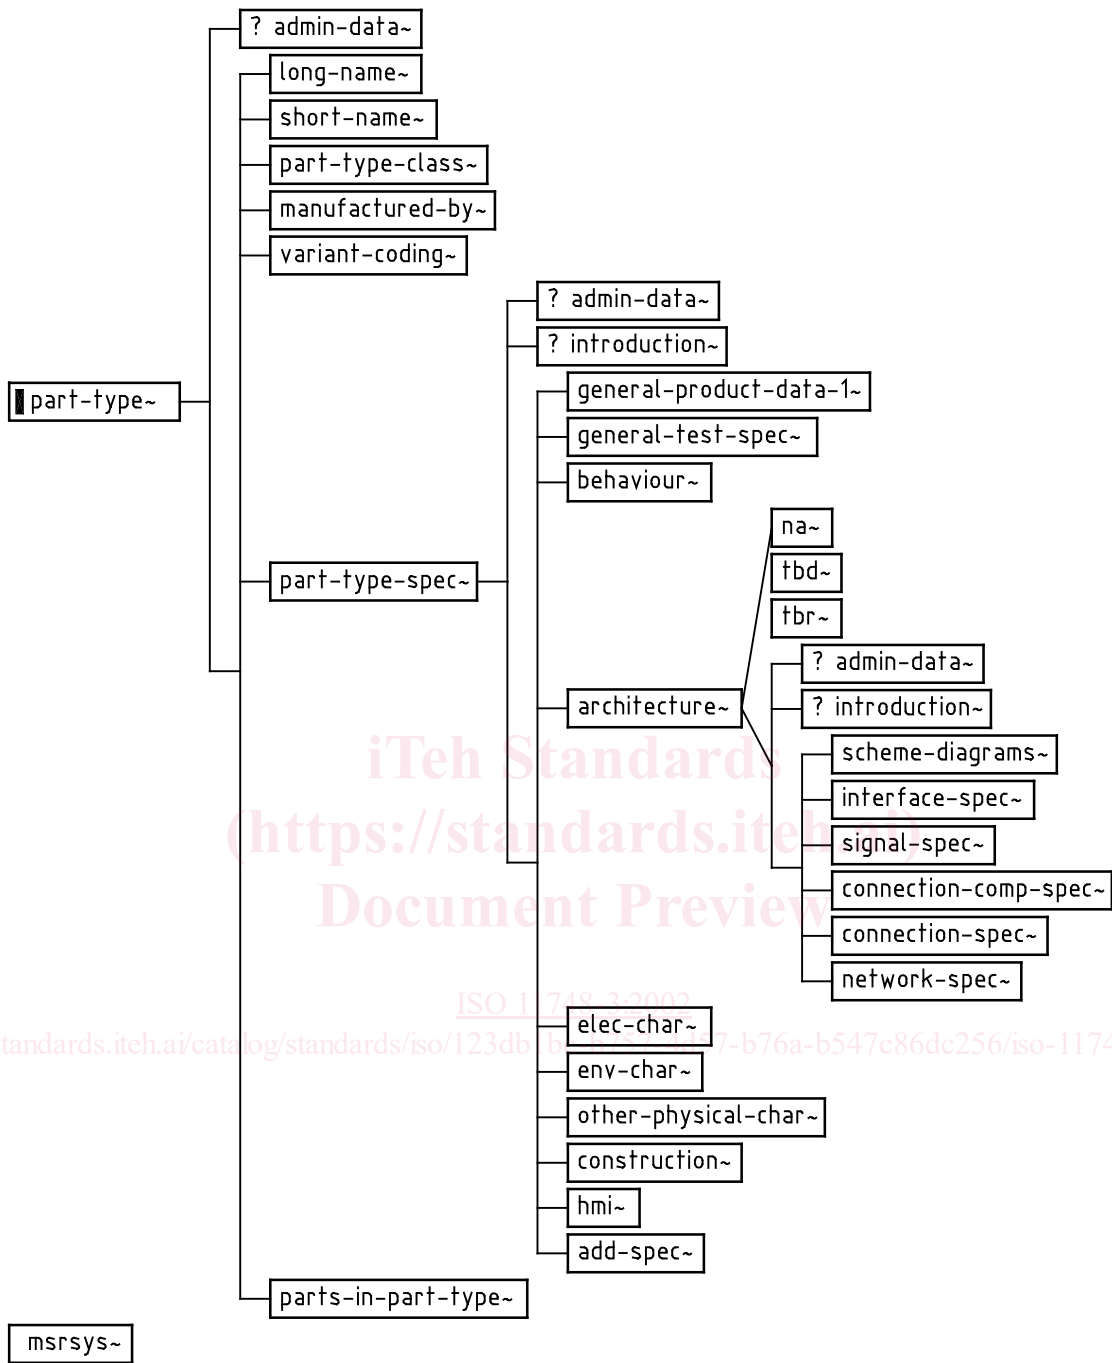 ? admin-data~
long-name~
short-name~
part-type-class~
manufactured-by~
variant-coding~
? admin-data~
? introduction~
general-product-data-1~
part-type~
general-test-spec~
behaviour~
na~
tbd~
part-type-spec~
tbr~
? admin-data~
? introduction~
architecture~
scheme-diagrams~
iTeh Standards
interface-spec~
(https://standards.iteh.ai)
signal-spec~
connection-comp-spec~
Document Preview
connection-spec~
network-spec~
ISO 11748-3:2002
elec-char~
env-char~
other-physical-char~
construction~
hmi~
add-spec~
parts-in-part-type~
msrsys~